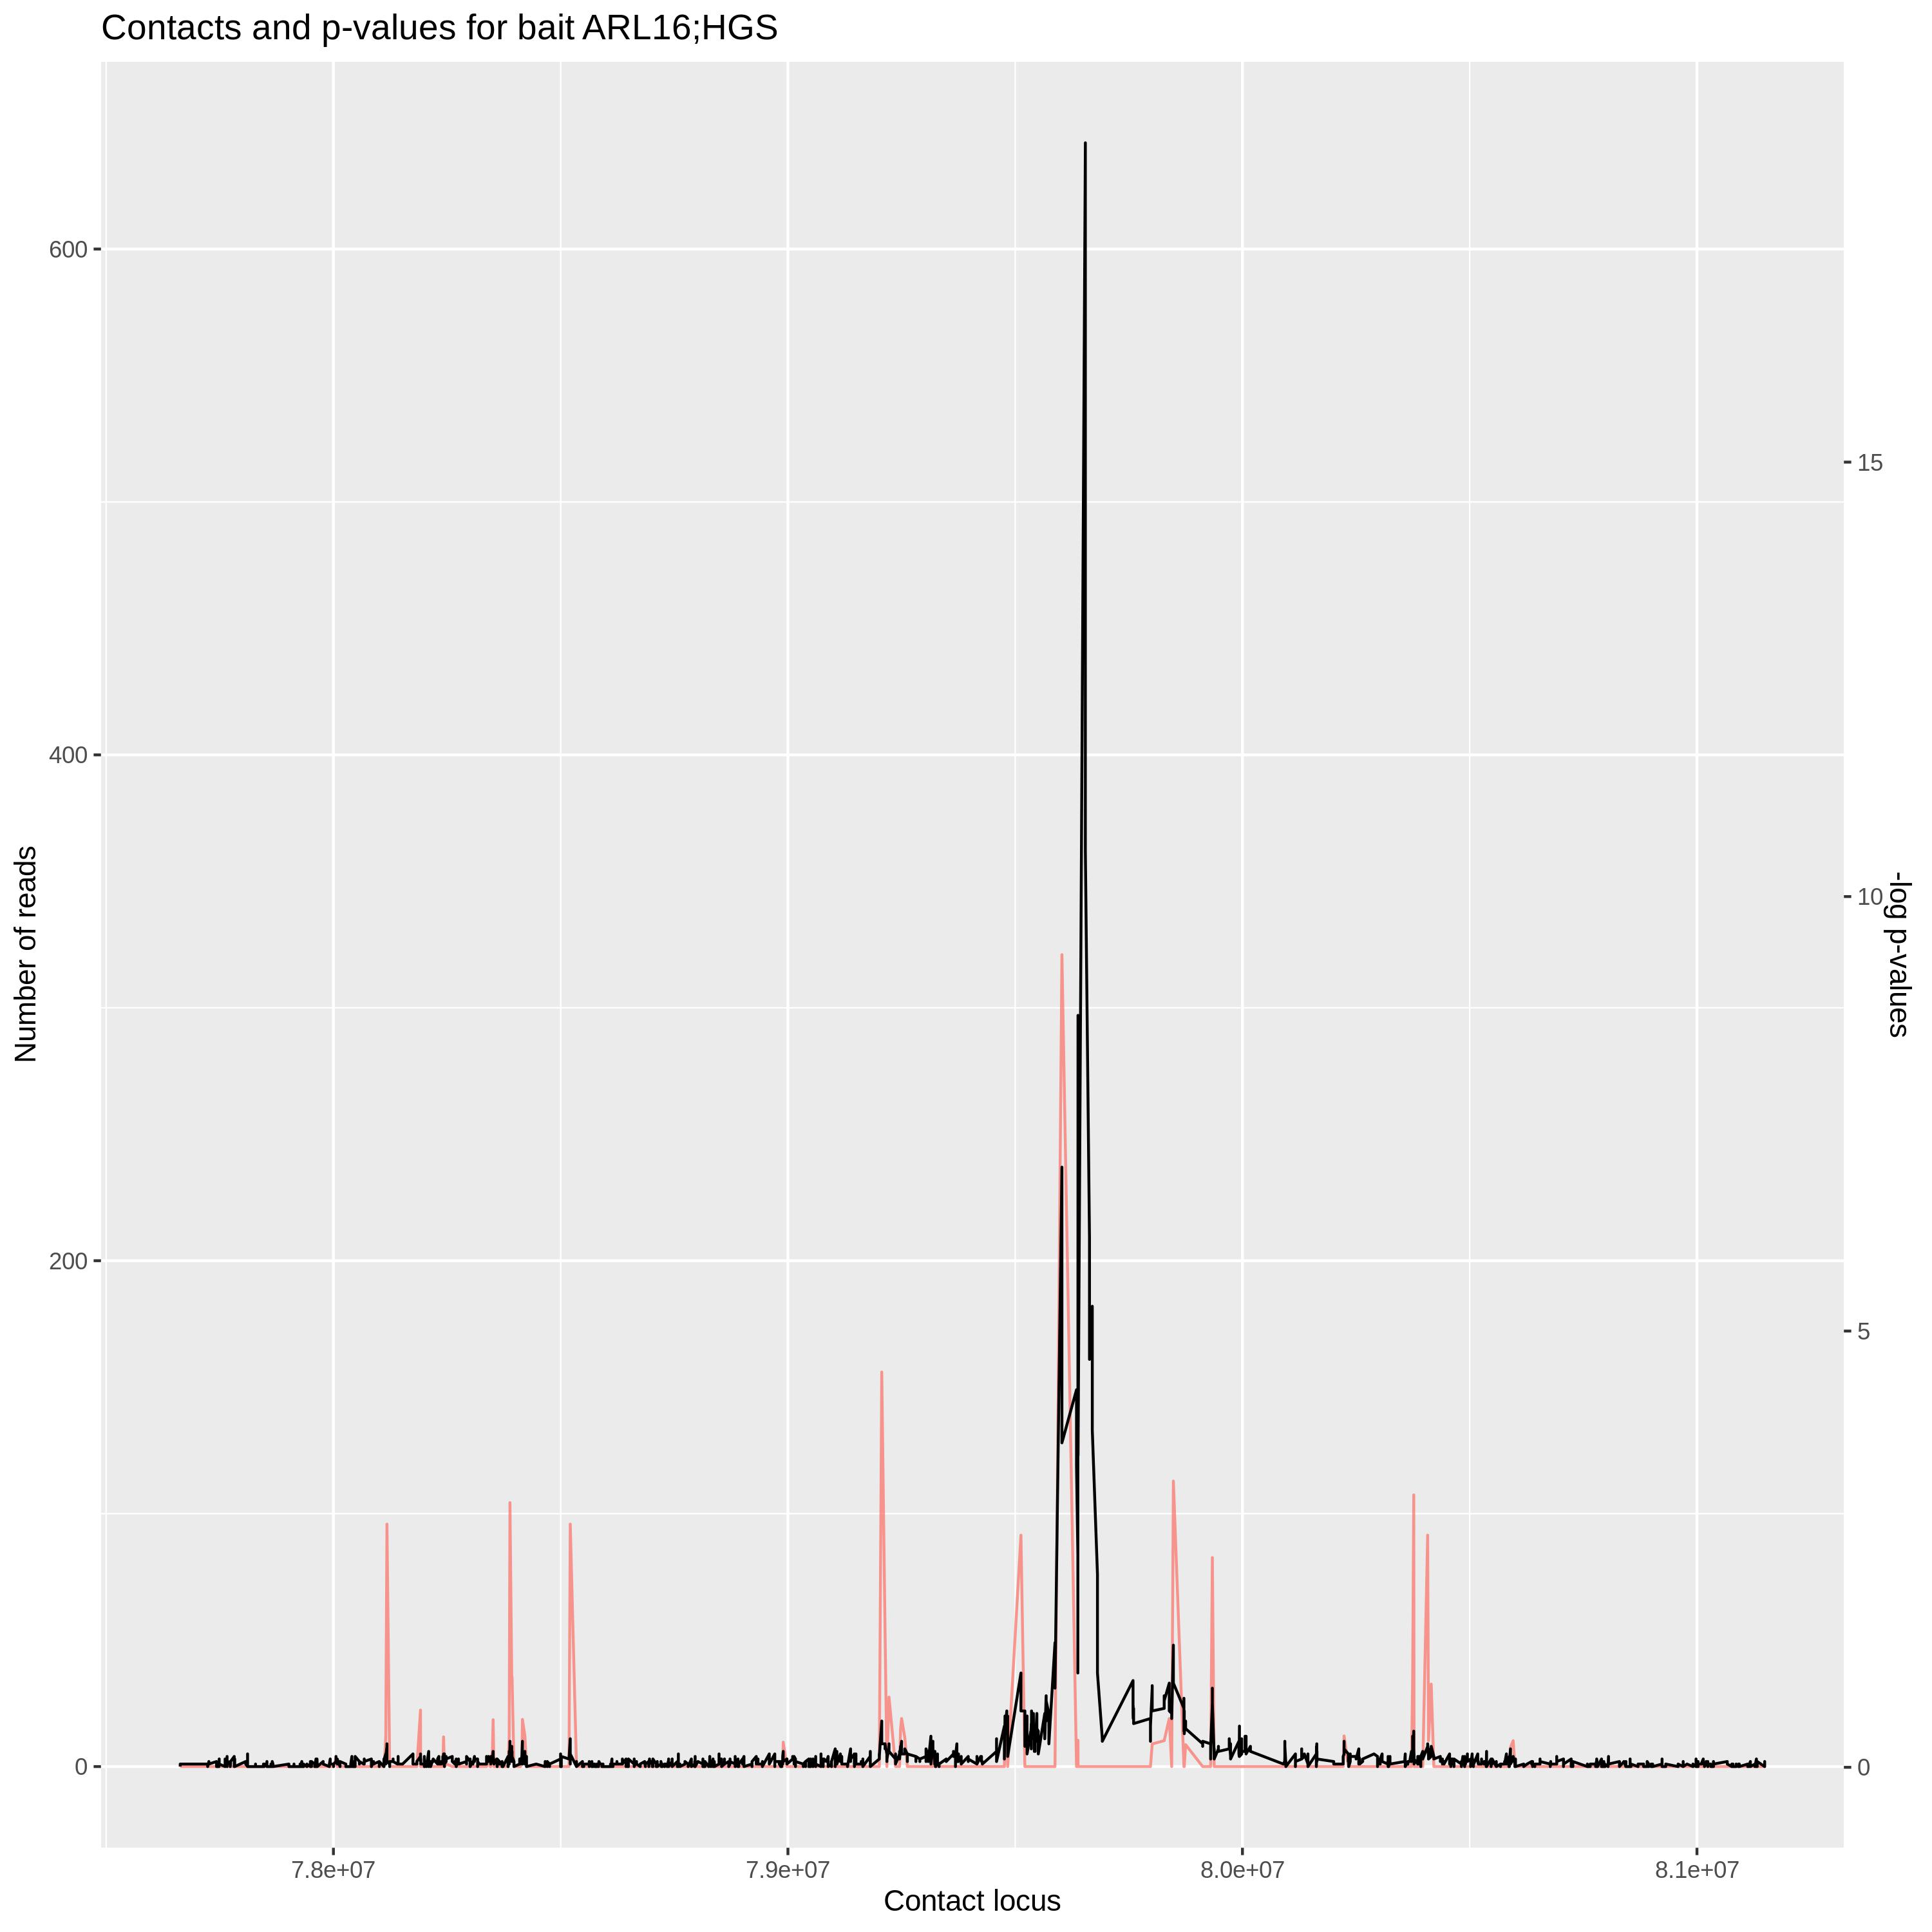 Contacts and p-values for bait ARL16;HGS
600
400
200
0
15
10
5
0
Number of reads
-log p-values
7.8e+07 7.9e+07 8.0e+07 8.1e+07
Contact locus